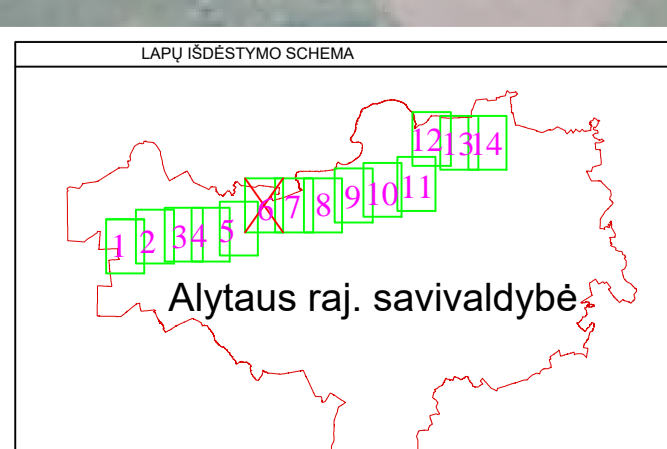 LAPŲ IŠDĖSTYMO SCHEMA
12 13 14
1 2 3 4 5 6 7 8 9 10 11
Alytaus raj. savivaldybė